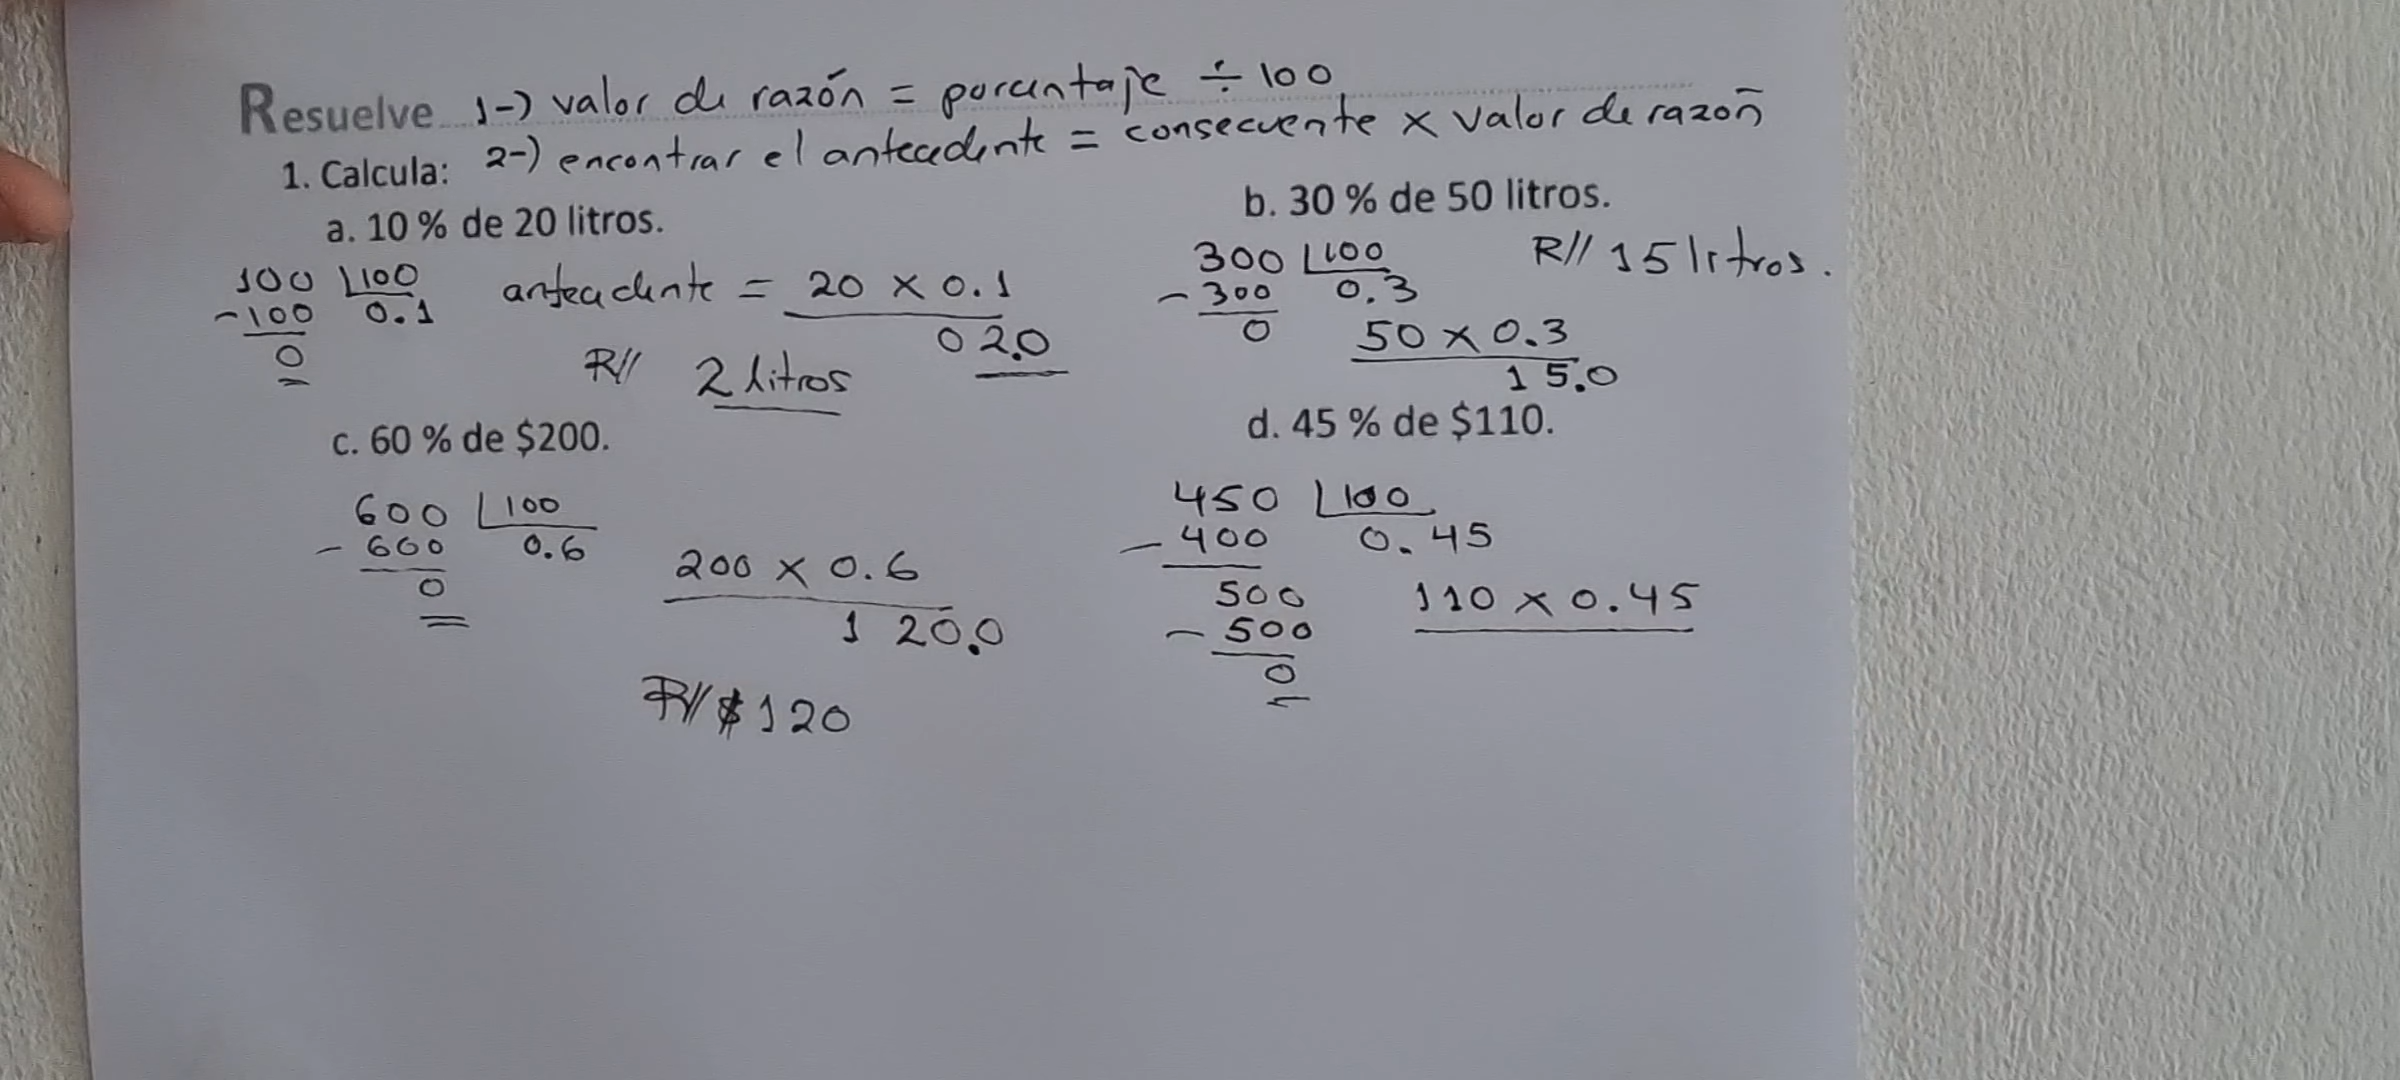 Resuelve 1-) valor de razón = porcentaje ÷ 100
1. Calcula: 2-) encontrar el antecedente = consecuente x valor de razón
a. 10 % de 20 litros.
100 100
-100 0.1
0
antecedente = 20 x 0.1
02.0
R// 2 litros
b. 30 % de 50 litros.
300 100
-300 0.3
0
50 x 0.3
15.0
R// 15 litros.
c. 60 % de $200.
600 100
-600 0.6
0
200 x 0.6
120.0
R// $120
d. 45 % de $110.
450 100
-400 0.45
500
-500
0
110 x 0.45